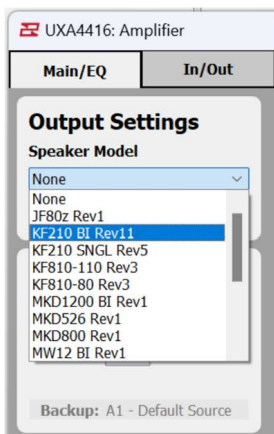 UXA4416: Amplifier
Main/EQ
In/Out
Output Settings
Speaker Model
None
None
JF80z Rev1
KF210 BI Rev11
KF210 SNGL Rev5
KF810-110 Rev3
KF810-80 Rev3
MKD1200 BI Rev1
MKD526 Rev1
MKD800 Rev1
MW12 BI Rev1
Backup: A1 - Default Source